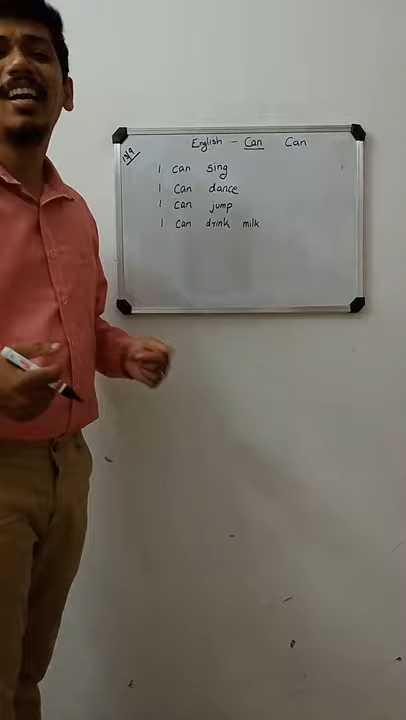 English - Can Can
I can sing
I can dance
I can jump
I can drink milk